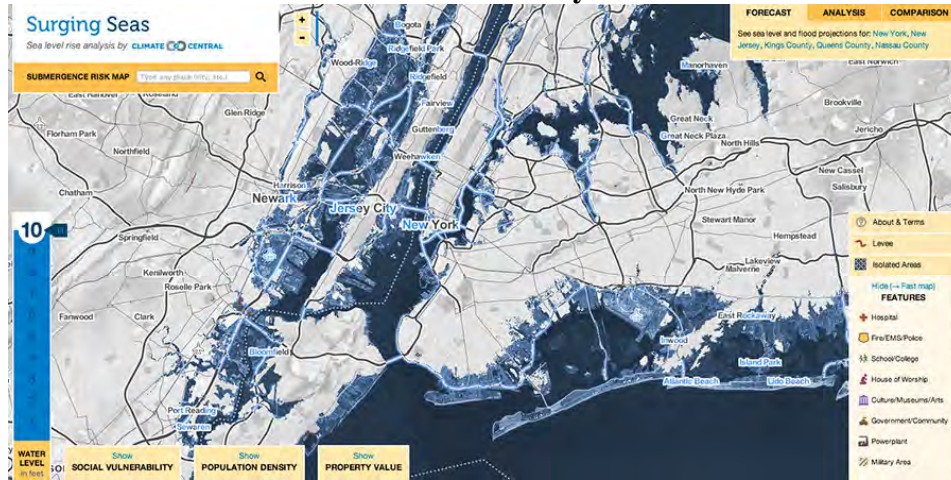 Surging Seas
Sea level rise analysis by CLIMATE CENTRAL
SUBMERGENCE RISK MAP
+
-
FORECAST ANALYSIS COMPARISON
See sea level and flood projections for: New York, New
Jersey, Kings County, Queens County, Nassau County
Bogota
Ridgefield Park
Wood-Ridge
Ridgefield
Manorhaven
East Norwich
Glen Ridge
Fairview
Brookville
Florham Park
Guttenberg
Great Neck
Great Neck Plaza
Jericho
Northfield
North Hills
Weehawken
New Cassel
Chatham
Harrison
Newark
Jersey City
North New Hyde Park
Salisbury
New York
Stewart Manor
Springfield
Hempstead
Kenilworth
Lakeview
Malverne
Roselle Park
Fanwood
Clark
East Rockaway
Bloomfield
Inwood
Island Park
Atlantic Beach
Lido Beach
Port Reading
Sewaren
10
WATER
LEVEL
in feet
Show
SOCIAL VULNERABILITY
Show
POPULATION DENSITY
Show
PROPERTY VALUE
About & Terms
Levee
Isolated Areas
Hide (→ Fast map)
FEATURES
Hospital
Fire/EMS/Police
School/College
House of Worship
Culture/Museums/Arts
Government/Community
Powerplant
Military Area